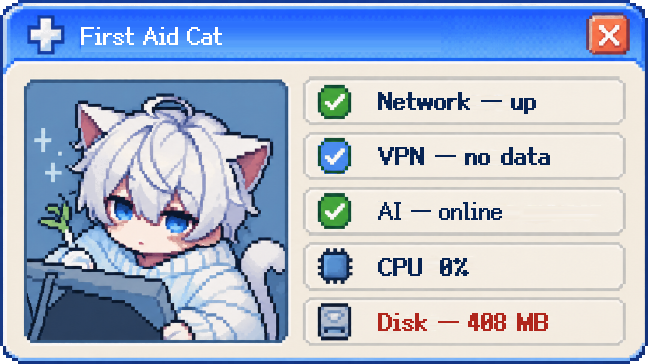 First Aid Cat
Network — up
VPN — no data
AI — online
CPU 0%
Disk — 408 MB